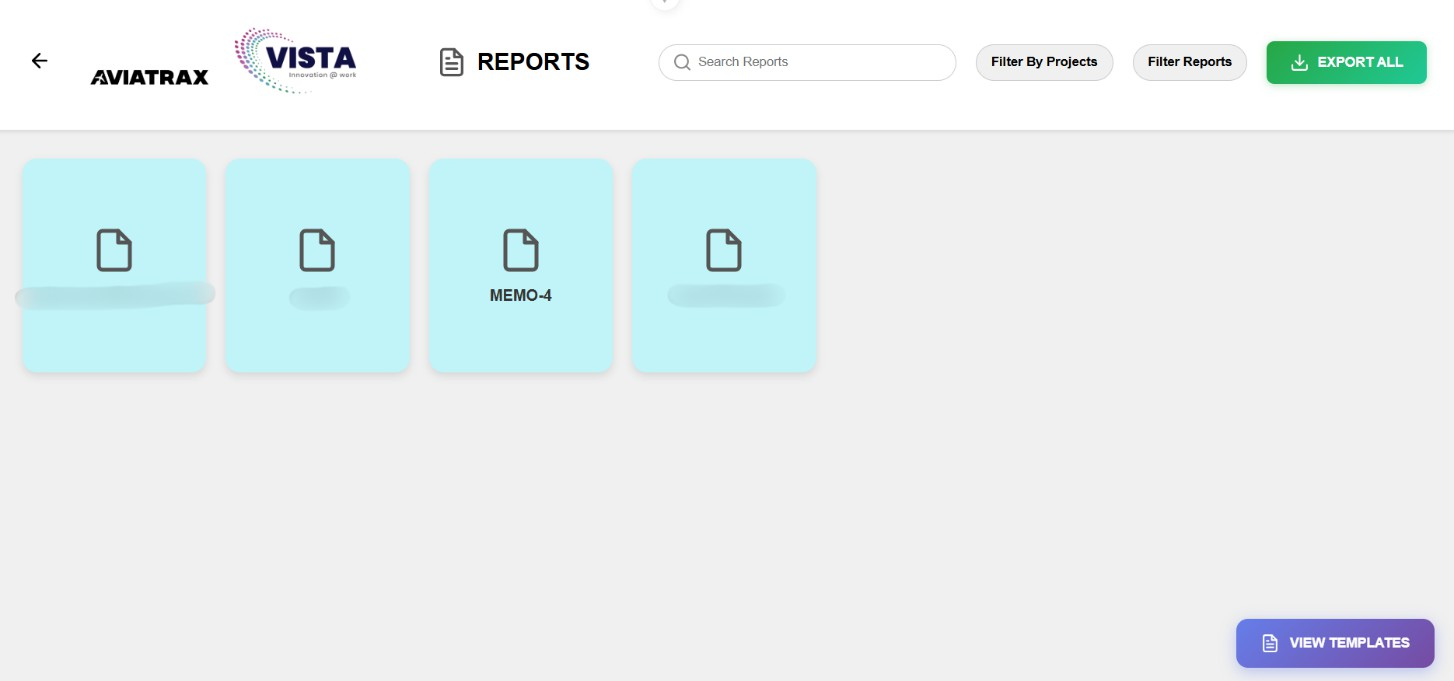 AVIATRAX
VISTA
Innovation @ work
REPORTS
Search Reports
Filter By Projects
Filter Reports
EXPORT ALL
MEMO-4
VIEW TEMPLATES